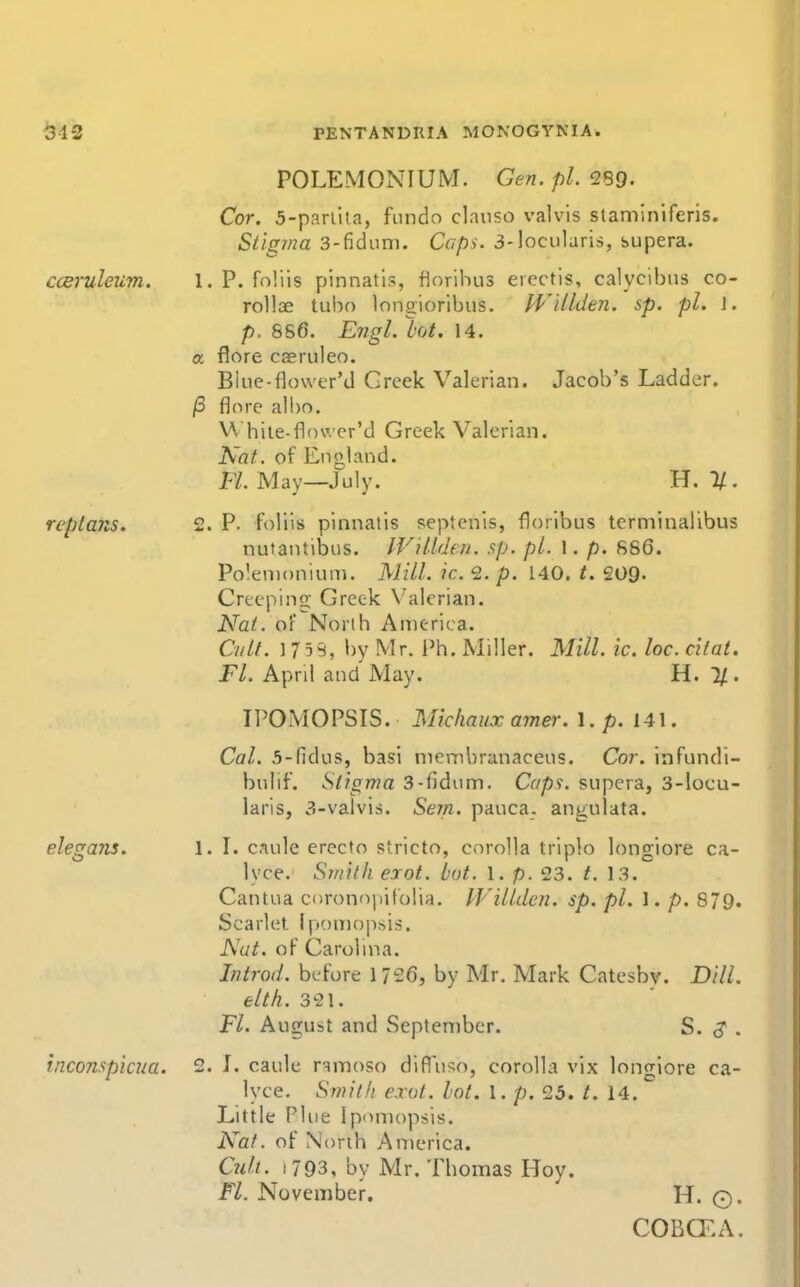 342 PENTANDRIA MONOGYNIA.
POLEMONIUM. Gen. pl. 289.
Cor. 5-partita, fundo clauso valvis staminiferis.
Stigma 3-fidum. Caps. 3-locularis, supera.
cœruleum. 1. P. foliis pinnatis, floribus erectis, calycibus co-
rollæ tubo longioribus. Willden. sp. pl. 1.
p. 886. Engl. bot. 14.
α flore cæruleo.
Blue-flower'd Greek Valerian. Jacob's Ladder.
β flore albo.
White-flower'd Greek Valerian.
Nat. of England.
Fl. May—July. H. ♃.
reptans. 2. P. foliis pinnatis septenis, floribus terminalibus
nutantibus. Willden. sp. pl. 1. p. 886.
Polemonium. Mill. ic. 2. p. 140. t. 209.
Creeping Greek Valerian.
Nat. of North America.
Cult. 1758, by Mr. Ph. Miller. Mill. ic. loc. citat.
Fl. April and May. H. ♃.
IPOMOPSIS. Michaux amer. 1. p. 141.
Cal. 5-fidus, basi membranaceus. Cor. infundi-
bulif. Stigma 3-fidum. Caps. supera, 3-locu-
laris, 3-valvis. Sem. pauca, angulata.
elegans. 1. I. caule erecto stricto, corolla triplo longiore ca-
lyce. Smith exot. bot. 1. p. 23. t. 13.
Cantua coronopifolia. Willden. sp. pl. 1. p. 879.
Scarlet Ipomopsis.
Nat. of Carolina.
Introd. before 1726, by Mr. Mark Catesby. Dill.
elth. 321.
Fl. August and September. S. ♂.
inconspicua. 2. I. caule ramoso diffuso, corolla vix longiore ca-
lyce. Smith exot. bot. 1. p. 25. t. 14.
Little Blue Ipomopsis.
Nat. of North America.
Cult. 1793, by Mr. Thomas Hoy.
Fl. November. H. ☉.
COBŒA.